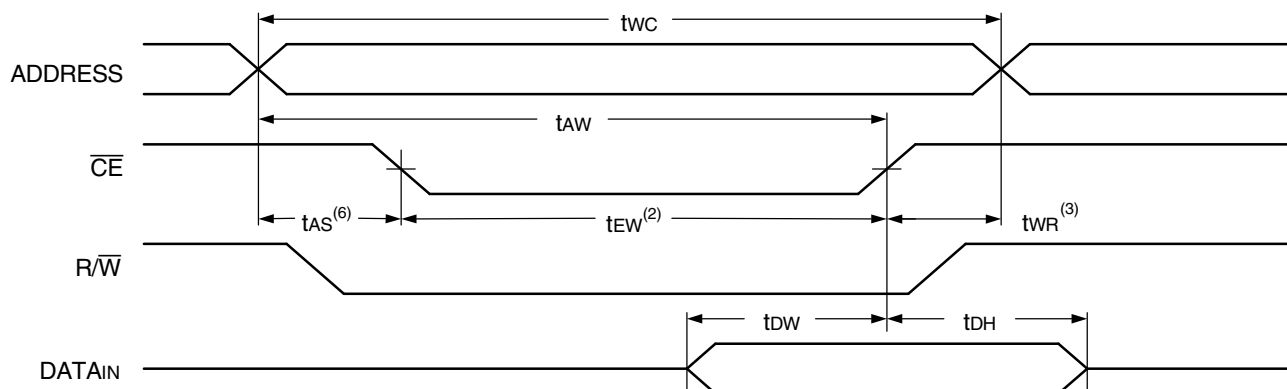 tWC
ADDRESS
tAW
CE
tAS(6)
tEW(2)
tWR(3)
R/W
tDW
tDH
DATAIN